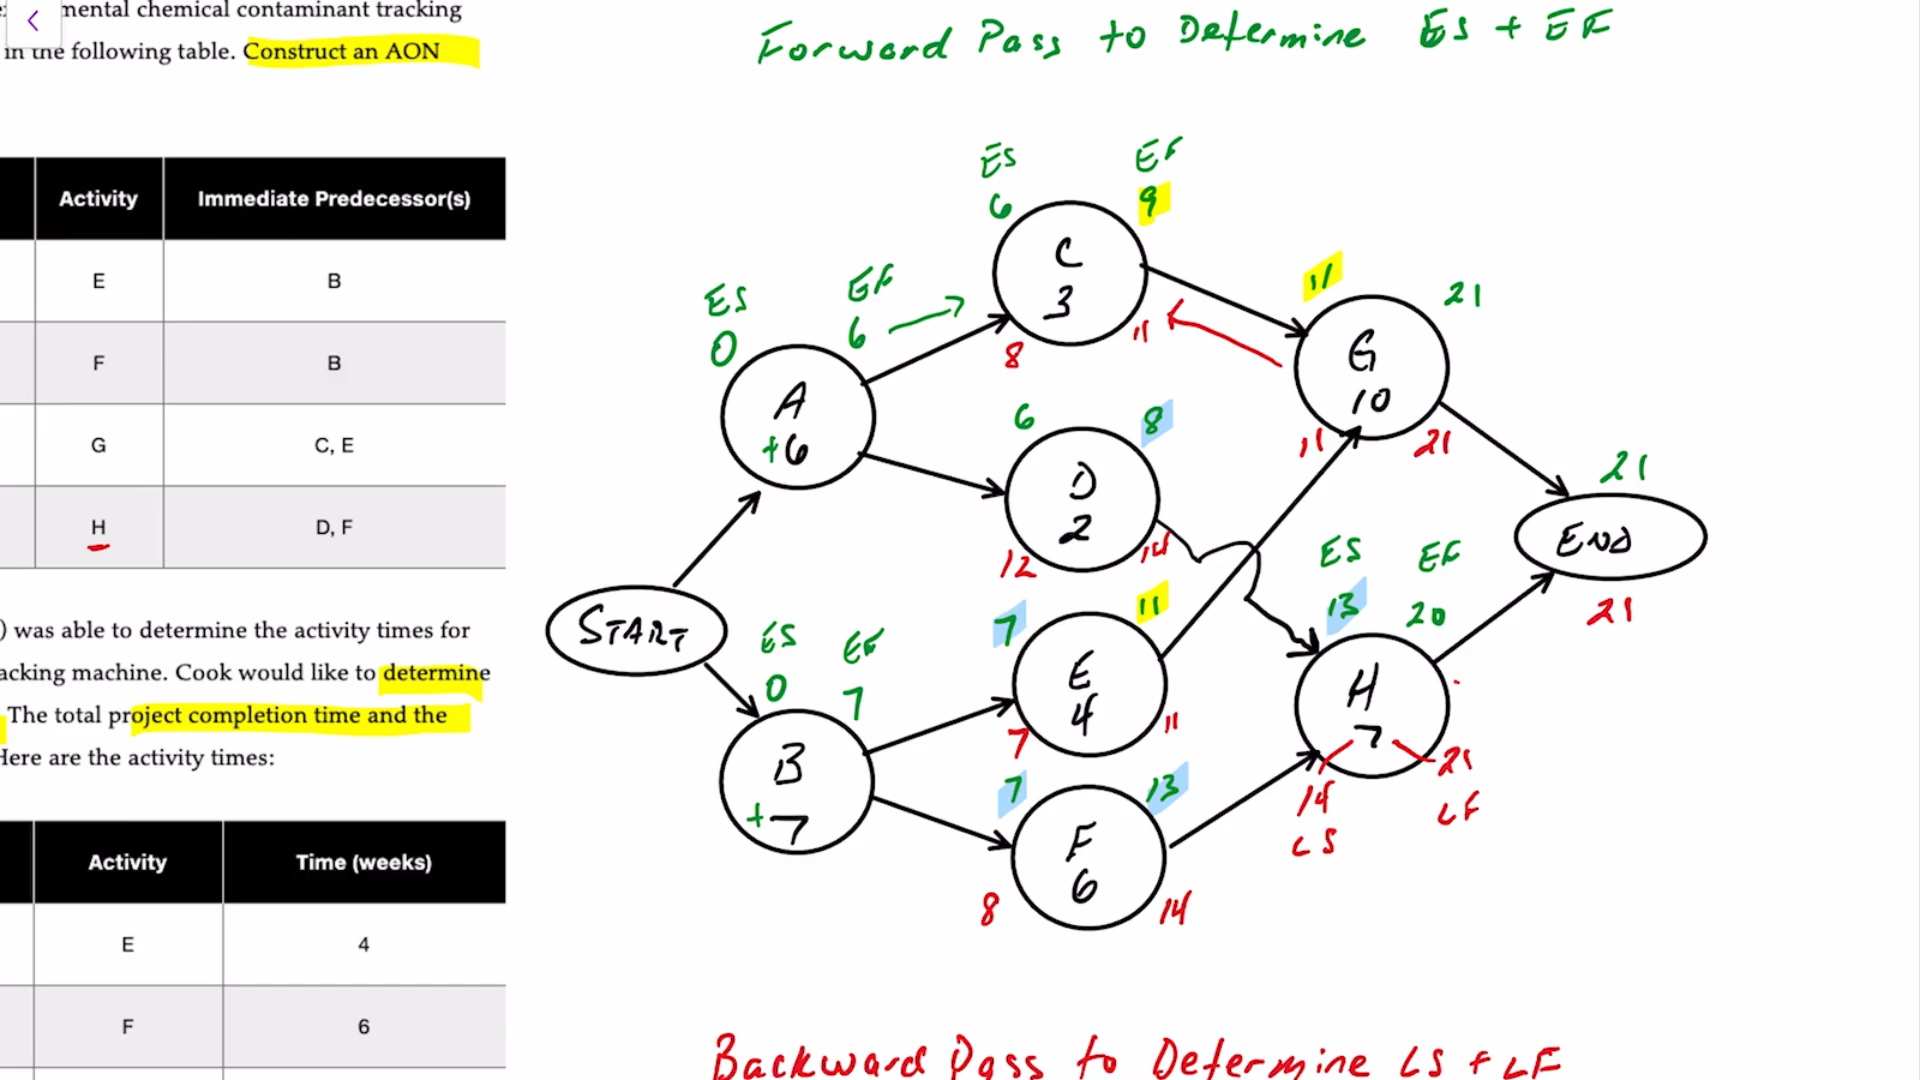 mental chemical contaminant tracking
in the following table. Construct an AON
Activity Immediate Predecessor(s)
E B
F B
G C, E
H D, F
) was able to determine the activity times for
acking machine. Cook would like to determine
The total project completion time and the
Here are the activity times:
Activity Time (weeks)
E 4
F 6
Forward Pass to Determine ES + EF
ES EF
6 9
C
3
8 11
ES EF
0 6
A
+6
11 21
G
10
11 21
6 8
D
2
12 14
21
END
21
START
ES EF
0 7
B
+7
7 11
E
4
7 11
ES EF
13 20
H
7
14 21
LS LF
7 13
F
6
8 14
Backward Pass to Determine LS + LF